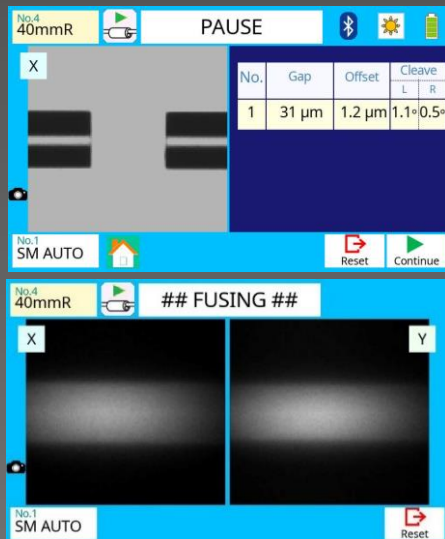 No.4
40mmR
PAUSE
X
No. Gap Offset Cleave
L R
1 31 µm 1.2 µm 1.1° 0.5°
No.1
SM AUTO
Reset Continue
No.4
40mmR
## FUSING ##
X Y
No.1
SM AUTO
Reset